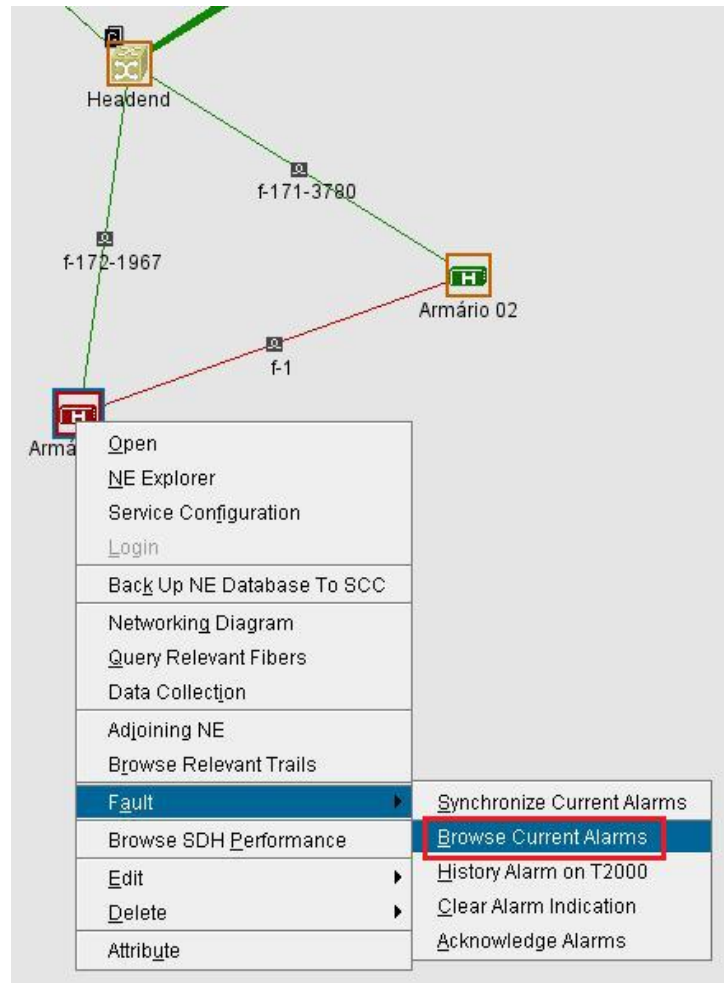 Headend
f-171-3780
f-172-1967
H
Armário 02
f-1
H
Armá
Open
NE Explorer
Service Configuration
Login
Back Up NE Database To SCC
Networking Diagram
Query Relevant Fibers
Data Collection
Adjoining NE
Browse Relevant Trails
Fault
Synchronize Current Alarms
Browse SDH Performance
Browse Current Alarms
Edit
History Alarm on T2000
Delete
Clear Alarm Indication
Attribute
Acknowledge Alarms